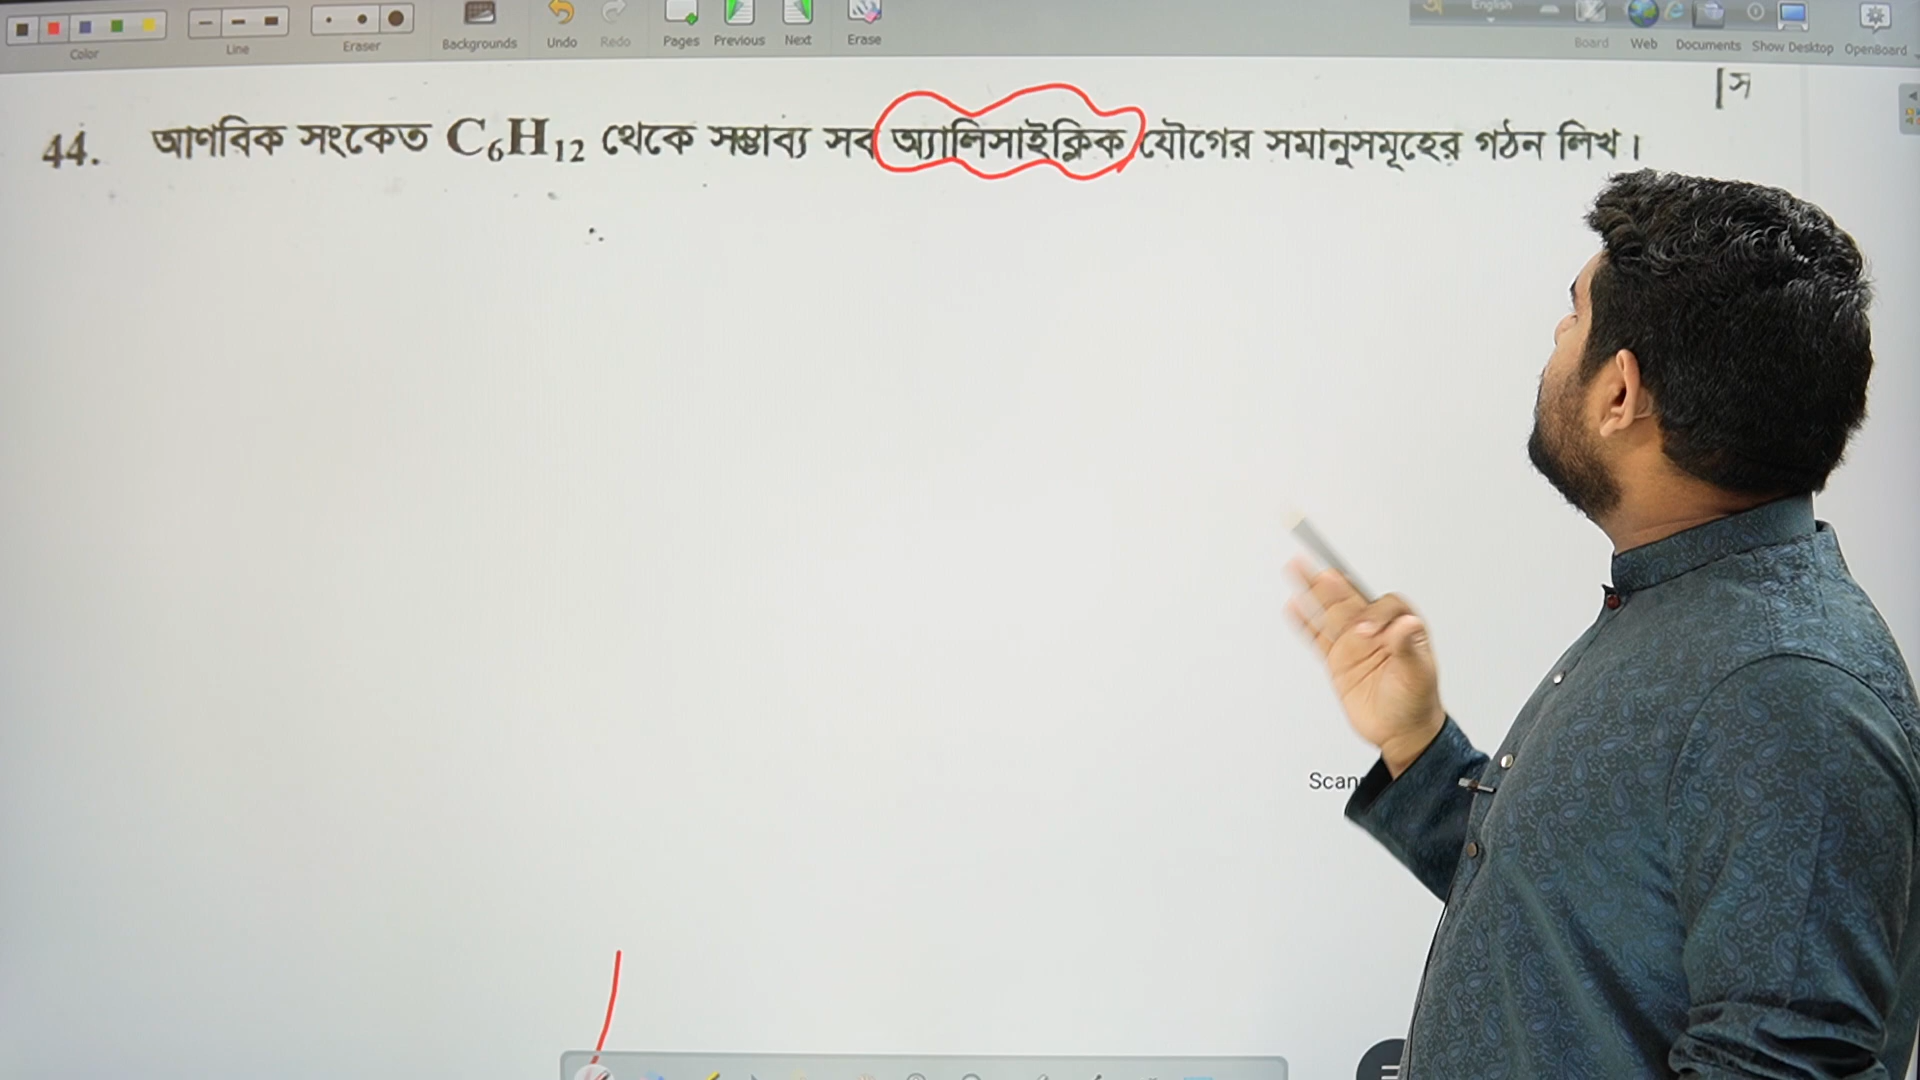 English
Color
Line
Eraser
Backgrounds
Undo
Redo
Pages
Previous
Next
Erase
Board
Web
Documents
Show Desktop
OpenBoard
[স
44. আণবিক সংকেত C₆H₁₂ থেকে সম্ভাব্য সব অ্যালিসাইক্লিক যৌগের সমানুসমূহের গঠন লিখ।
Scan